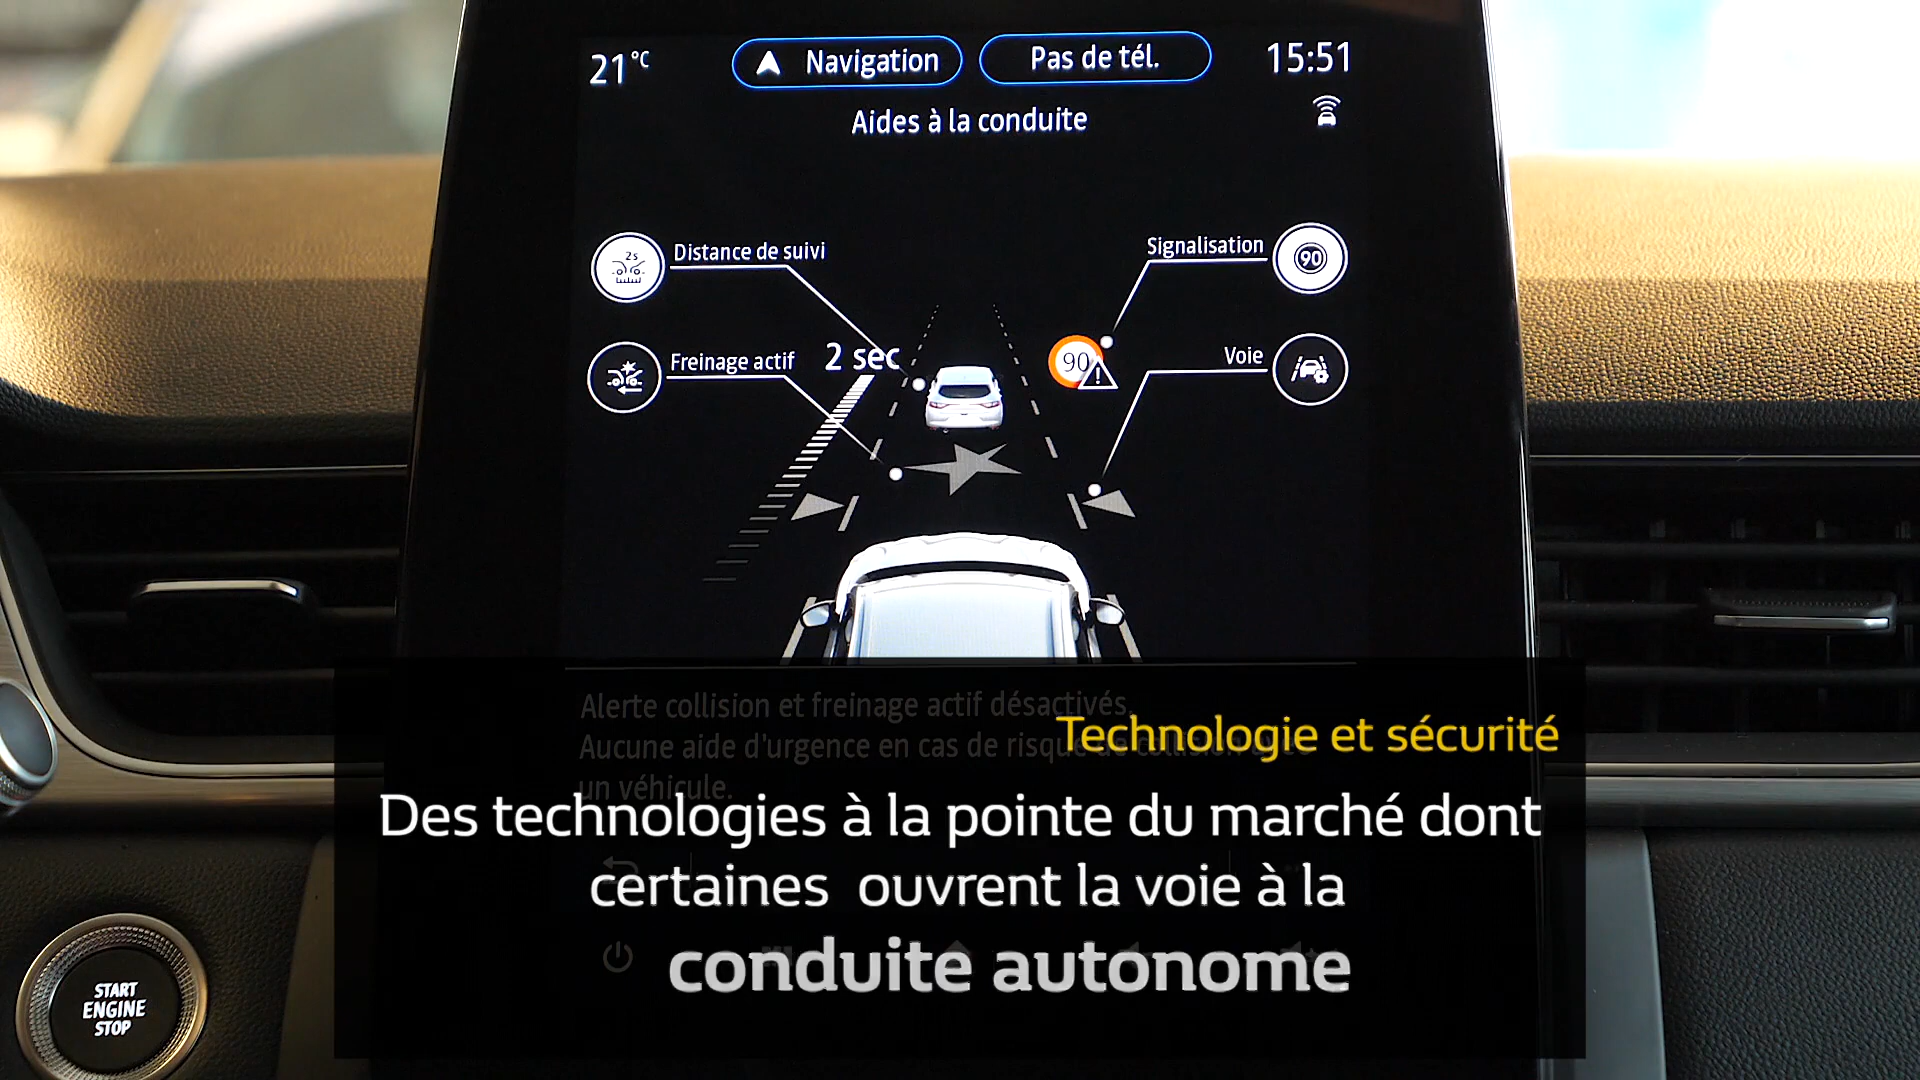 21°C
Navigation
Pas de tél.
15:51
Aides à la conduite
2s
Distance de suivi
Signalisation
90
Freinage actif
2 sec
90
Voie
Alerte collision et freinage actif désactivés.
Aucune aide d'urgence en cas de risque de collision avec
un véhicule.
Technologie et sécurité
Des technologies à la pointe du marché dont
certaines ouvrent la voie à la
conduite autonome
START
ENGINE
STOP